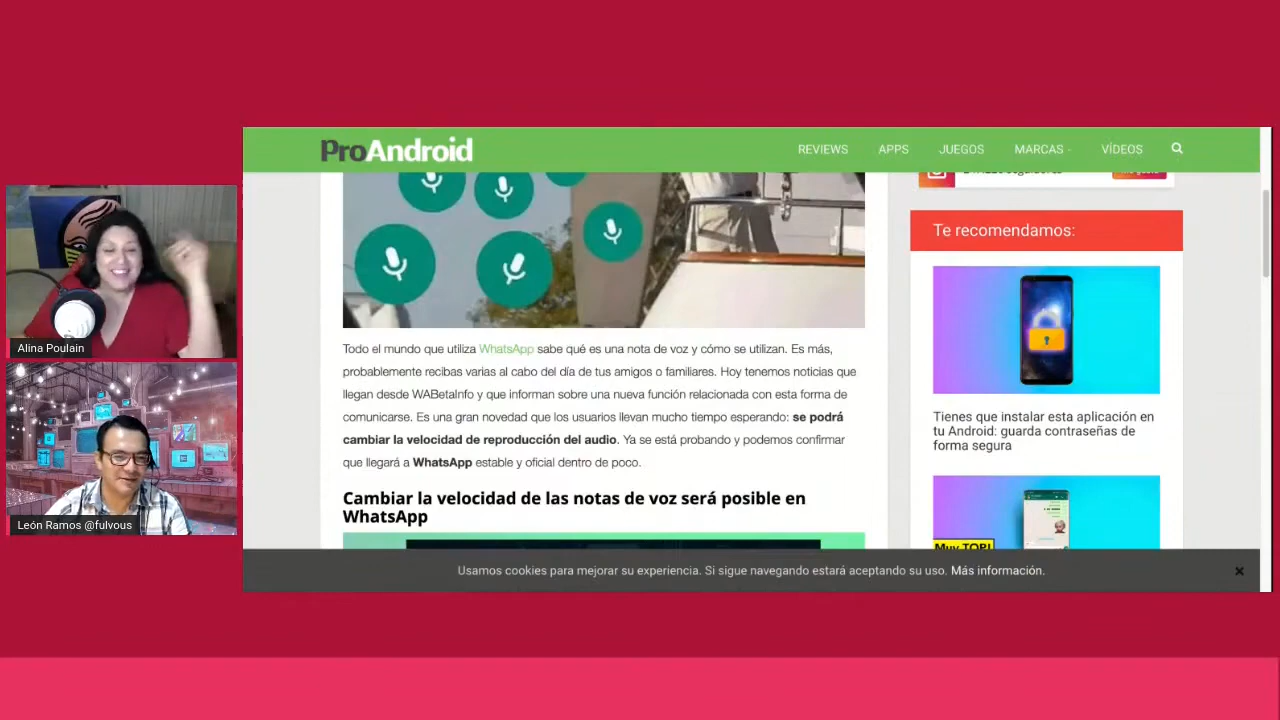 ProAndroid
REVIEWS APPS JUEGOS MARCAS VÍDEOS
Te recomendamos:
Todo el mundo que utiliza WhatsApp sabe qué es una nota de voz y cómo se utilizan. Es más,
probablemente recibas varias al cabo del día de tus amigos o familiares. Hoy tenemos noticias que
llegan desde WABetaInfo y que informan sobre una nueva función relacionada con esta forma de
comunicarse. Es una gran novedad que los usuarios llevan mucho tiempo esperando: se podrá
cambiar la velocidad de reproducción del audio. Ya se está probando y podemos confirmar
que llegará a WhatsApp estable y oficial dentro de poco.
Cambiar la velocidad de las notas de voz será posible en
WhatsApp
Tienes que instalar esta aplicación en
tu Android: guarda contraseñas de
forma segura
Muy TOP!
Usamos cookies para mejorar su experiencia. Si sigue navegando estará aceptando su uso. Más información.
Alina Poulain
León Ramos @fulvous